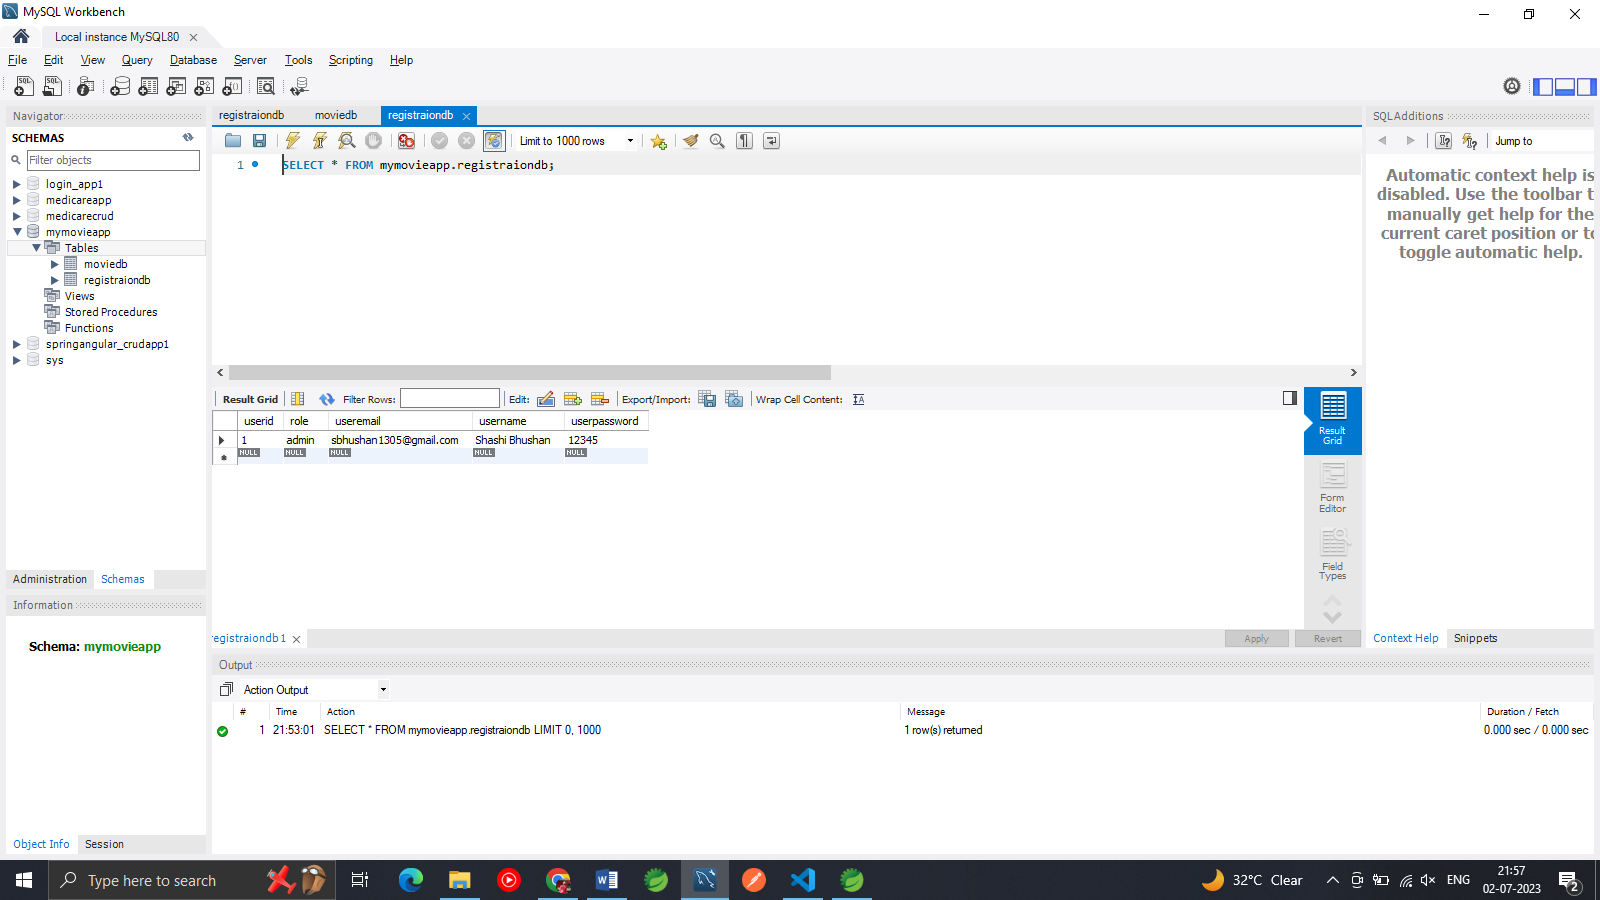 MySQL Workbench
Local instance MySQL80
File Edit View Query Database Server Tools Scripting Help
Navigator
SCHEMAS
Filter objects
login_app1
medicareapp
medicarecrud
mymovieapp
Tables
moviedb
registraiondb
Views
Stored Procedures
Functions
springangular_crudapp1
sys
Administration Schemas
Information
Schema: mymovieapp
Object Info Session
registraiondb moviedb registraiondb
Limit to 1000 rows
1 SELECT * FROM mymovieapp.registraiondb;
Result Grid Filter Rows: Edit: Export/Import: Wrap Cell Content:
userid role useremail username userpassword
1 admin sbhushan1305@gmail.com Shashi Bhushan 12345
NULL NULL NULL NULL NULL
Result
Grid
Form
Editor
Field
Types
registraiondb 1
Apply Revert
SQLAdditions
Jump to
Automatic context help is
disabled. Use the toolbar t
manually get help for the
current caret position or to
toggle automatic help.
Context Help Snippets
Output
Action Output
# Time Action Message Duration / Fetch
1 21:53:01 SELECT * FROM mymovieapp.registraiondb LIMIT 0, 1000 1 row(s) returned 0.000 sec / 0.000 sec
Type here to search
32°C Clear
ENG
21:57
02-07-2023
2